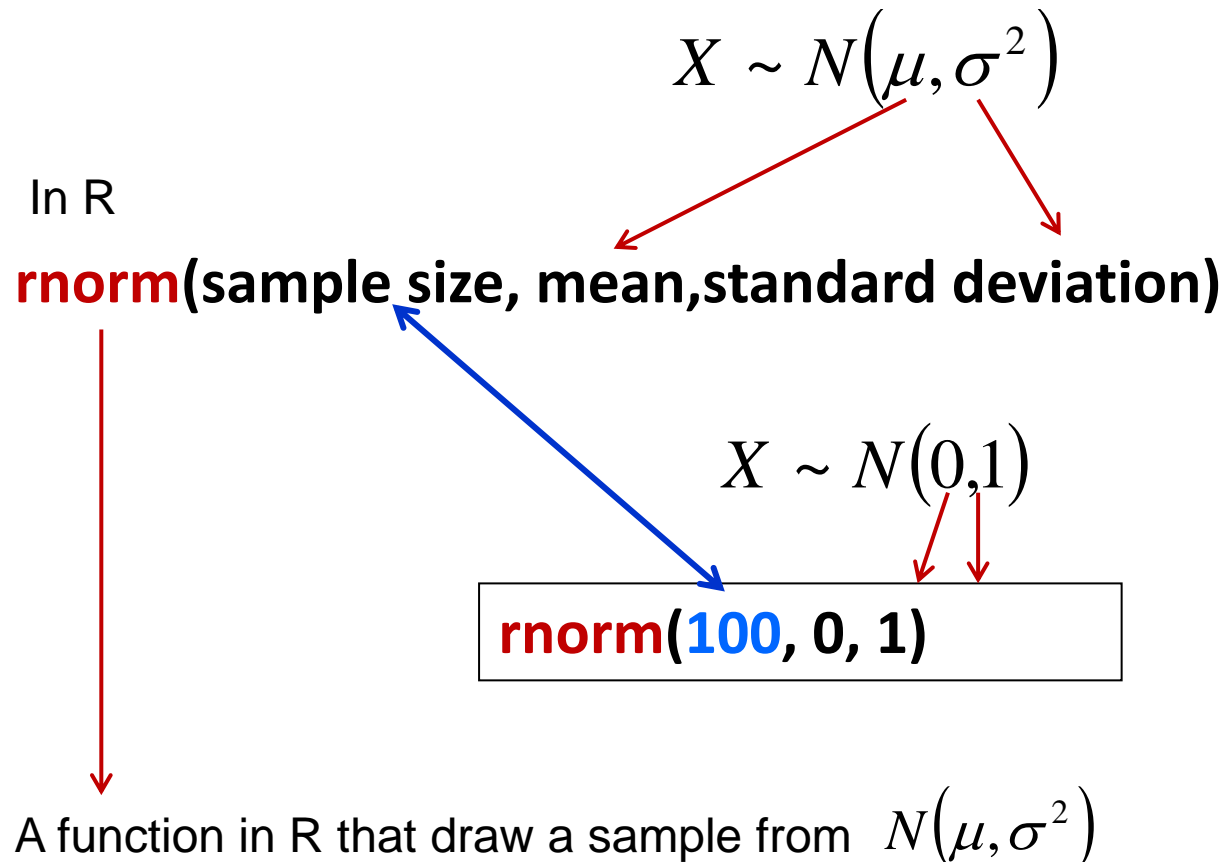 X ~ N(μ, σ²)
In R
rnorm(sample size, mean,standard deviation)
X ~ N(0,1)
rnorm(100, 0, 1)
A function in R that draw a sample from N(μ, σ²)